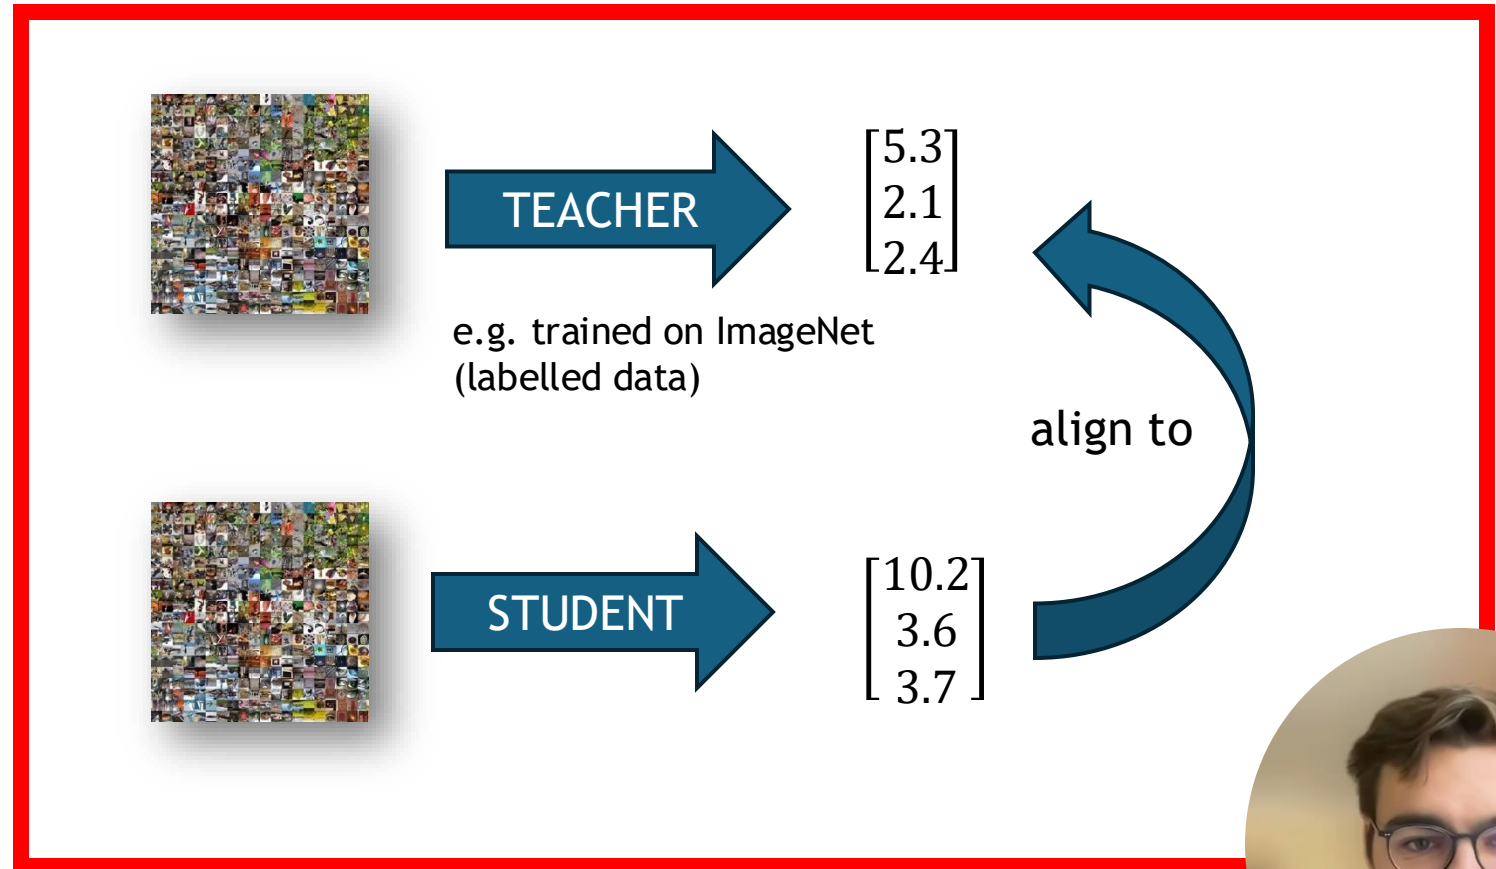 TEACHER
5.3
2.1
2.4
e.g. trained on ImageNet
(labelled data)
align to
STUDENT
10.2
3.6
3.7